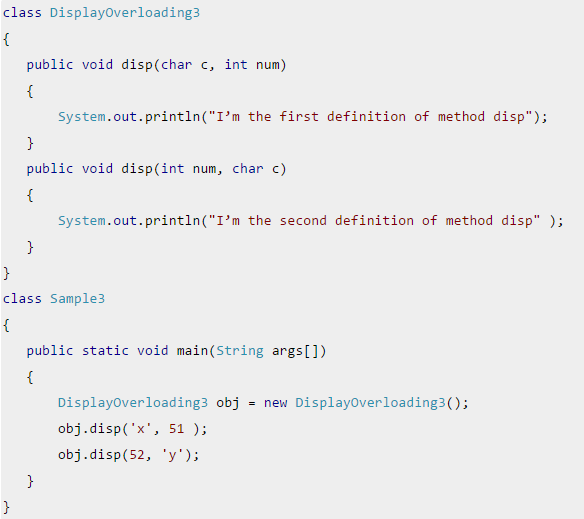 class DisplayOverloading3
{
   public void disp(char c, int num)
   {
       System.out.println("I’m the first definition of method disp");
   }
   public void disp(int num, char c)
   {
       System.out.println("I’m the second definition of method disp" );
   }
}
class Sample3
{
   public static void main(String args[])
   {
       DisplayOverloading3 obj = new DisplayOverloading3();
       obj.disp('x', 51 );
       obj.disp(52, 'y');
   }
}